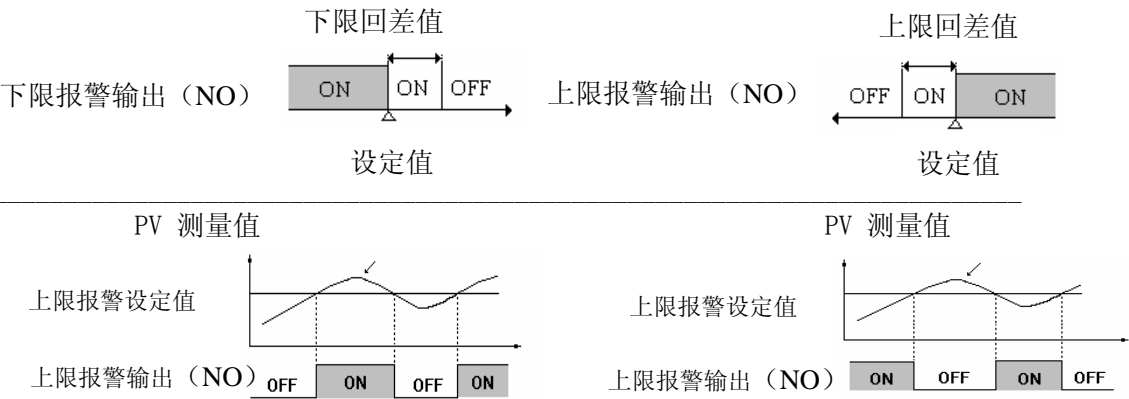 下限回差值
上限回差值
下限报警输出（NO）
ON
ON
OFF
上限报警输出（NO）
OFF
ON
ON
设定值
设定值
PV 测量值
PV 测量值
上限报警设定值
上限报警设定值
上限报警输出（NO）
OFF
ON
OFF
ON
上限报警输出（NO）
ON
OFF
ON
OFF